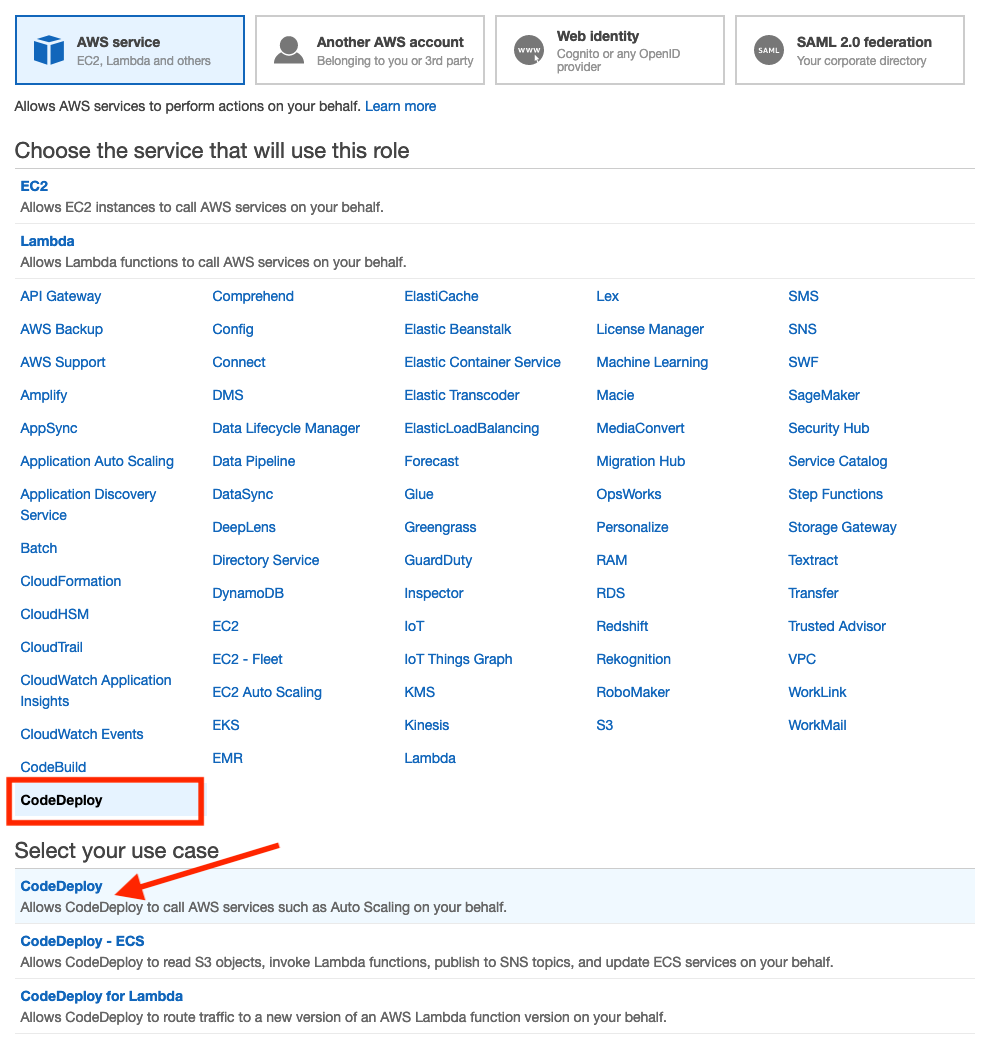 AWS service
EC2, Lambda and others
Another AWS account
Belonging to you or 3rd party
www
Web identity
Cognito or any OpenID
provider
SAML
SAML 2.0 federation
Your corporate directory
Allows AWS services to perform actions on your behalf. Learn more
Choose the service that will use this role
EC2
Allows EC2 instances to call AWS services on your behalf.
Lambda
Allows Lambda functions to call AWS services on your behalf.
API Gateway
AWS Backup
AWS Support
Amplify
AppSync
Application Auto Scaling
Application Discovery
Service
Batch
CloudFormation
CloudHSM
CloudTrail
CloudWatch Application
Insights
CloudWatch Events
CodeBuild
CodeDeploy
Comprehend
Config
Connect
DMS
Data Lifecycle Manager
Data Pipeline
DataSync
DeepLens
Directory Service
DynamoDB
EC2
EC2 - Fleet
EC2 Auto Scaling
EKS
EMR
ElastiCache
Elastic Beanstalk
Elastic Container Service
Elastic Transcoder
ElasticLoadBalancing
Forecast
Glue
Greengrass
GuardDuty
Inspector
IoT
IoT Things Graph
KMS
Kinesis
Lambda
Lex
License Manager
Machine Learning
Macie
MediaConvert
Migration Hub
OpsWorks
Personalize
RAM
RDS
Redshift
Rekognition
RoboMaker
S3
SMS
SNS
SWF
SageMaker
Security Hub
Service Catalog
Step Functions
Storage Gateway
Textract
Transfer
Trusted Advisor
VPC
WorkLink
WorkMail
Select your use case
CodeDeploy
Allows CodeDeploy to call AWS services such as Auto Scaling on your behalf.
CodeDeploy - ECS
Allows CodeDeploy to read S3 objects, invoke Lambda functions, publish to SNS topics, and update ECS services on your behalf.
CodeDeploy for Lambda
Allows CodeDeploy to route traffic to a new version of an AWS Lambda function version on your behalf.